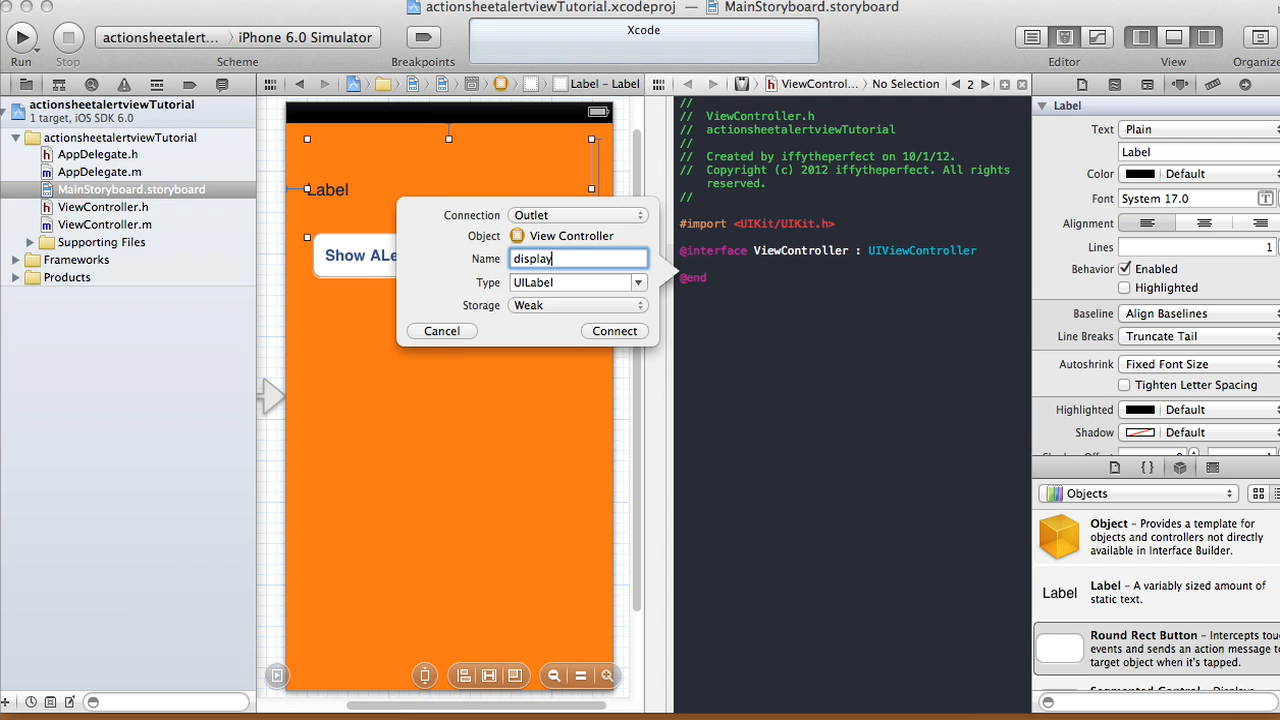 actionsheetalertviewTutorial.xcodeproj — MainStoryboard.storyboard
Xcode
Run
Stop
actionsheetalert... › iPhone 6.0 Simulator
Scheme
Breakpoints
Editor
View
Organize
Label – Label
ViewControl...
No Selection
2
actionsheetalertviewTutorial
1 target, iOS SDK 6.0
actionsheetalertviewTutorial
AppDelegate.h
AppDelegate.m
MainStoryboard.storyboard
ViewController.h
ViewController.m
Supporting Files
Frameworks
Products
Label
Show ALe
Connection Outlet
Object View Controller
Name display
Type UILabel
Storage Weak
Cancel Connect
//
// ViewController.h
// actionsheetalertviewTutorial
//
// Created by iffytheperfect on 10/1/12.
// Copyright (c) 2012 iffytheperfect. All rights
reserved.
//
#import <UIKit/UIKit.h>
@interface ViewController : UIViewController
@end
Label
Text Plain
Label
Color Default
Font System 17.0
Alignment
Lines 1
Behavior Enabled
Highlighted
Baseline Align Baselines
Line Breaks Truncate Tail
Autoshrink Fixed Font Size
Tighten Letter Spacing
Highlighted Default
Shadow Default
Objects
Object – Provides a template for
objects and controllers not directly
available in Interface Builder.
Label
Label – A variably sized amount of
static text.
Round Rect Button – Intercepts tou
events and sends an action message to
target object when it's tapped.